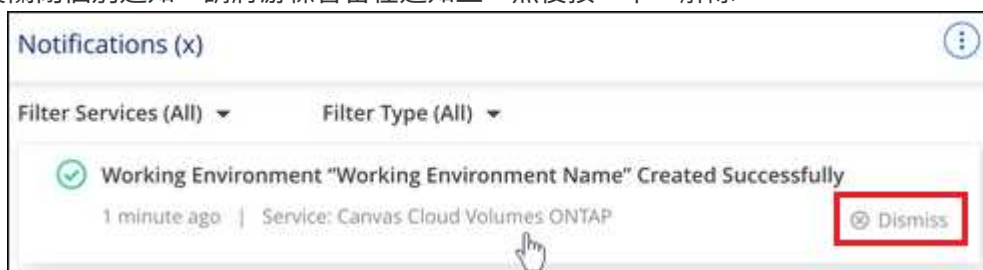 Notifications (x)
Filter Services (All) Filter Type (All)
Working Environment “Working Environment Name” Created Successfully
1 minute ago | Service: Canvas Cloud Volumes ONTAP Dismiss